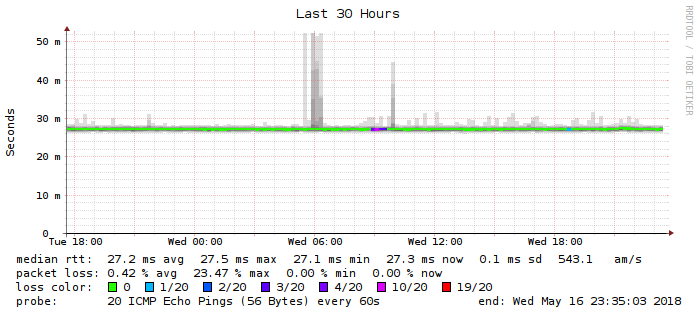 Last 30 Hours
RRDTOOL / TOBI OETIKER
Seconds
50 m
40 m
30 m
20 m
10 m
0
Tue 18:00 Wed 00:00 Wed 06:00 Wed 12:00 Wed 18:00
median rtt: 27.2 ms avg 27.5 ms max 27.1 ms min 27.3 ms now 0.1 ms sd 543.1 am/s
packet loss: 0.42 % avg 23.47 % max 0.00 % min 0.00 % now
loss color: 0 1/20 2/20 3/20 4/20 10/20 19/20
probe: 20 ICMP Echo Pings (56 Bytes) every 60s end: Wed May 16 23:35:03 2018